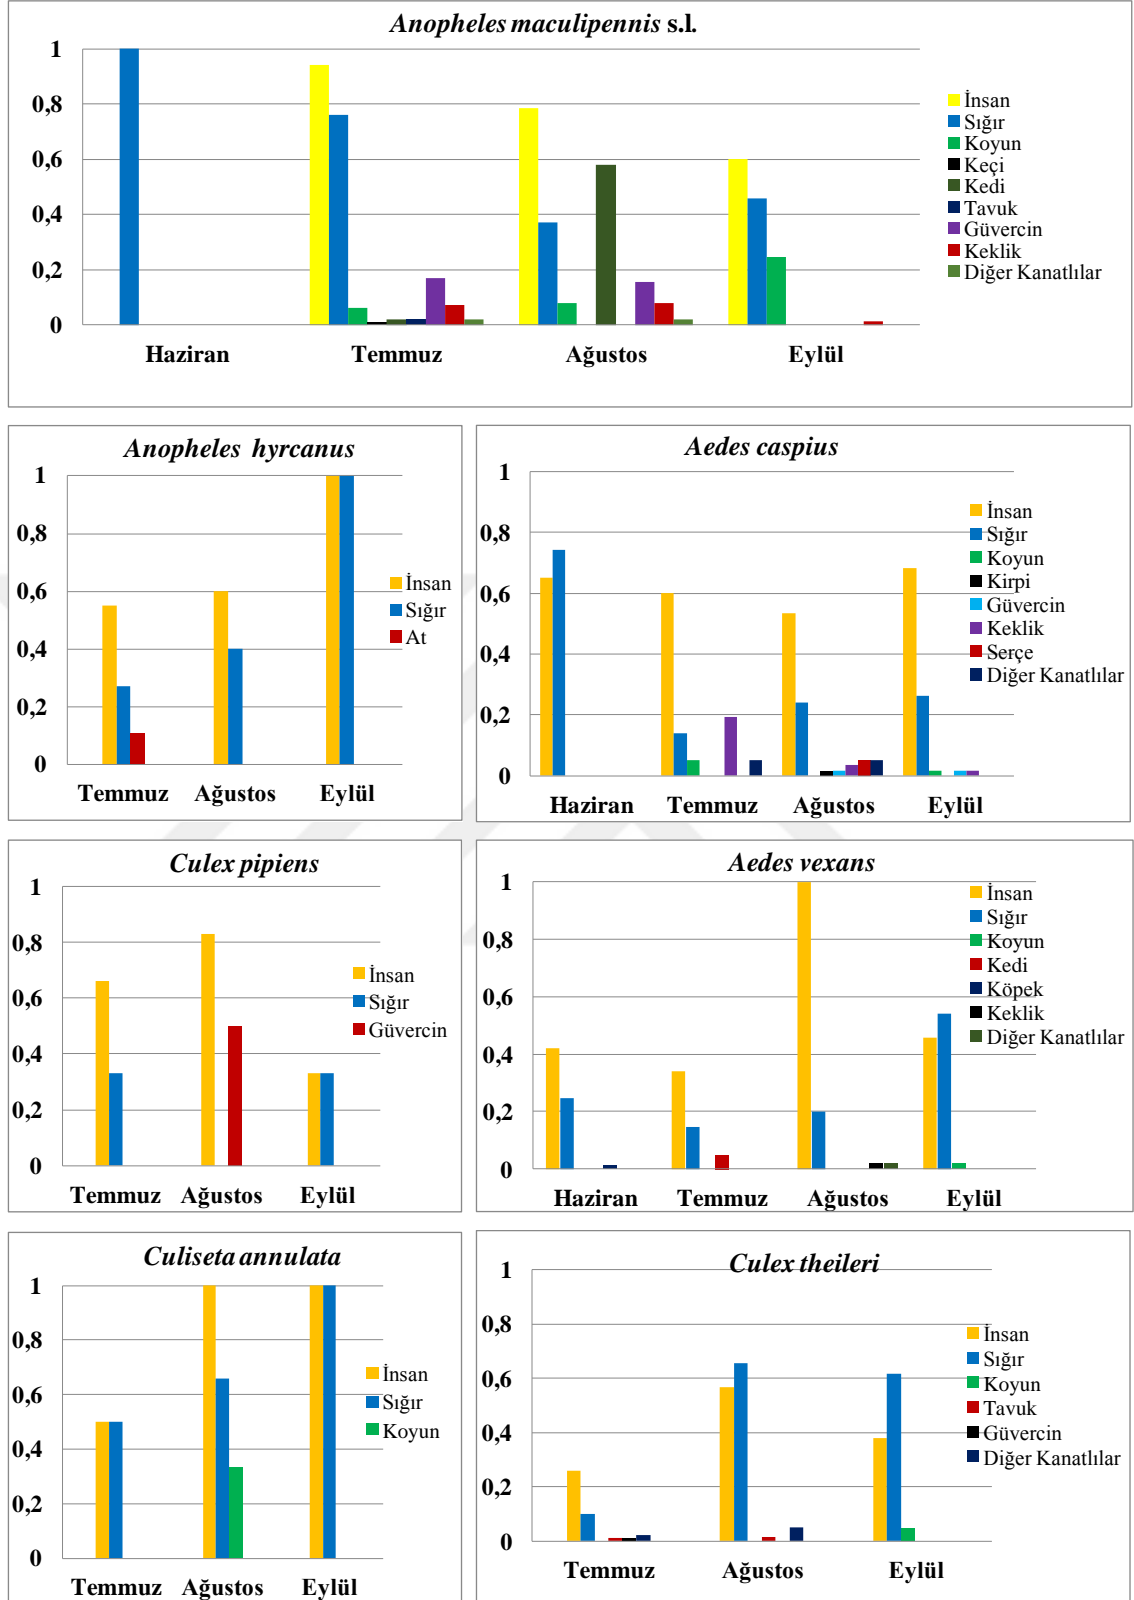 Anopheles maculipennis s.l.
1
0,8
0,6
0,4
0,2
0
Haziran Temmuz Ağustos Eylül
İnsan
Sığır
Koyun
Keçi
Kedi
Tavuk
Güvercin
Keklik
Diğer Kanatlılar
Anopheles hyrcanus
1
0,8
0,6
0,4
0,2
0
Temmuz Ağustos Eylül
İnsan
Sığır
At
Aedes caspius
1
0,8
0,6
0,4
0,2
0
Haziran Temmuz Ağustos Eylül
İnsan
Sığır
Koyun
Kirpi
Güvercin
Keklik
Serçe
Diğer Kanatlılar
Culex pipiens
1
0,8
0,6
0,4
0,2
0
Temmuz Ağustos Eylül
İnsan
Sığır
Güvercin
Aedes vexans
1
0,8
0,6
0,4
0,2
0
Haziran Temmuz Ağustos Eylül
İnsan
Sığır
Koyun
Kedi
Köpek
Keklik
Diğer Kanatlılar
Culiseta annulata
1
0,8
0,6
0,4
0,2
0
Temmuz Ağustos Eylül
İnsan
Sığır
Koyun
Culex theileri
1
0,8
0,6
0,4
0,2
0
Temmuz Ağustos Eylül
İnsan
Sığır
Koyun
Tavuk
Güvercin
Diğer Kanatlılar